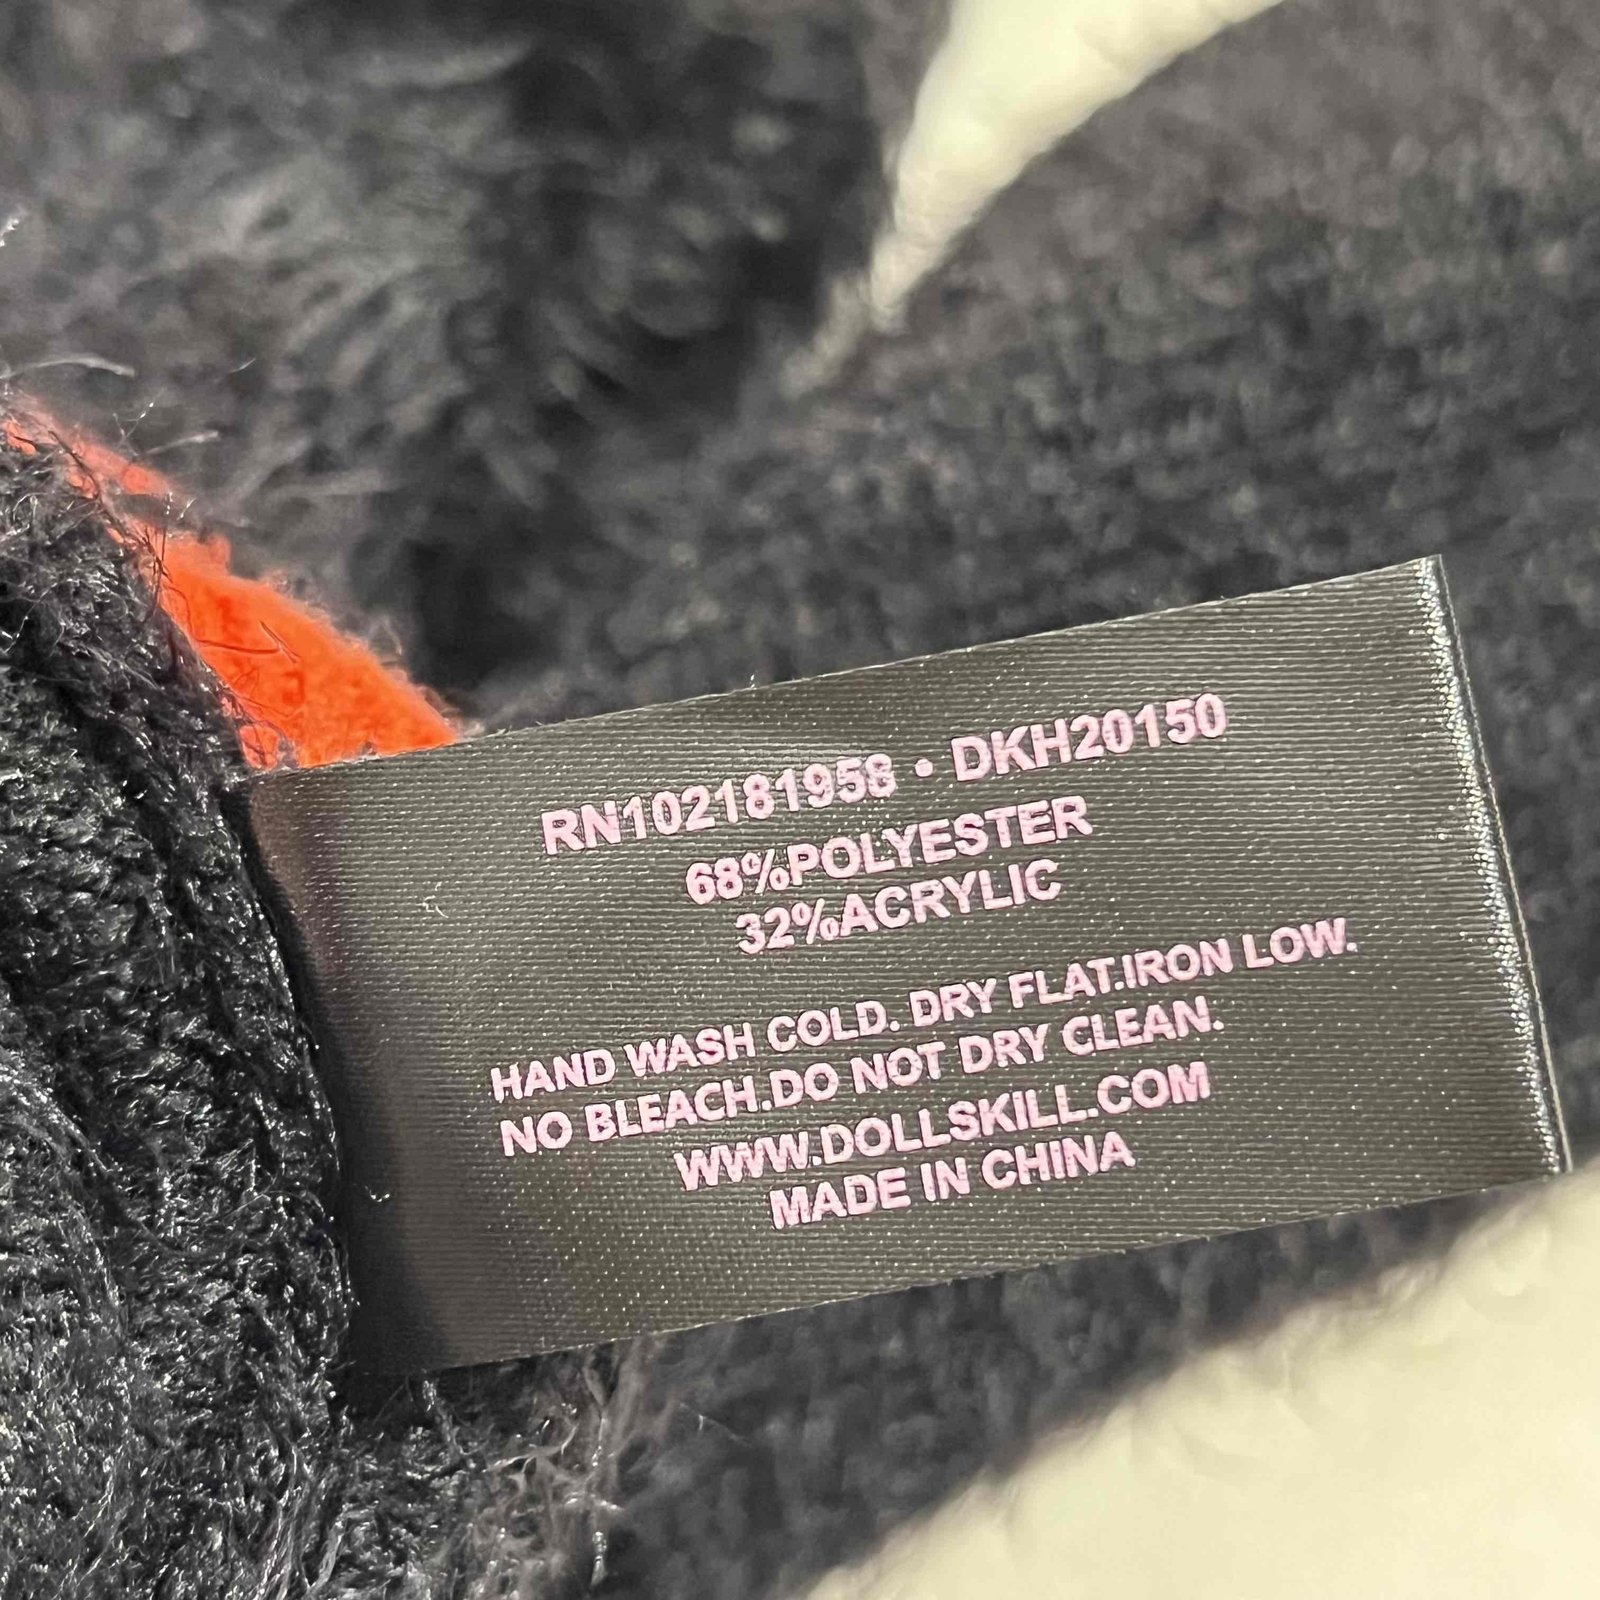 RN102181958 • DKH20150
68%POLYESTER
32%ACRYLIC
HAND WASH COLD. DRY FLAT.IRON LOW.
NO BLEACH.DO NOT DRY CLEAN.
WWW.DOLLSKILL.COM
MADE IN CHINA